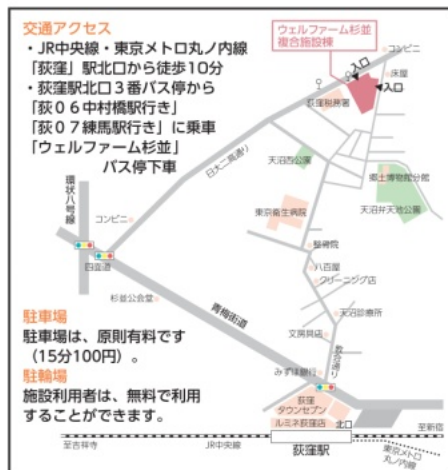 交通アクセス
・JR中央線・東京メトロ丸ノ内線
「荻窪」駅北口から徒歩10分
・荻窪駅北口3番バス停から
「荻06中村橋駅行き」
「荻07練馬駅行き」に乗車
「ウェルファーム杉並」
バス停下車
ウェルファーム杉並
複合施設棟
コンビニ
入口
床屋
入口
荻窪税務署
日大二高通り
天沼西公園
郷土博物館分館
天沼弁天池公園
東京衛生病院
環状八号線
コンビニ
四面道
整骨院
八百屋
クリーニング店
杉並公会堂
青梅街道
天沼診療所
文房具店
教会通り
みずほ銀行
駐車場
駐車場は、原則有料です
（15分100円）。
駐輪場
施設利用者は、無料で利用
することができます。
荻窪
タウンセブン
ルミネ荻窪店
北口
荻窪駅
至吉祥寺
JR中央線
至新宿
東京メトロ
丸ノ内線